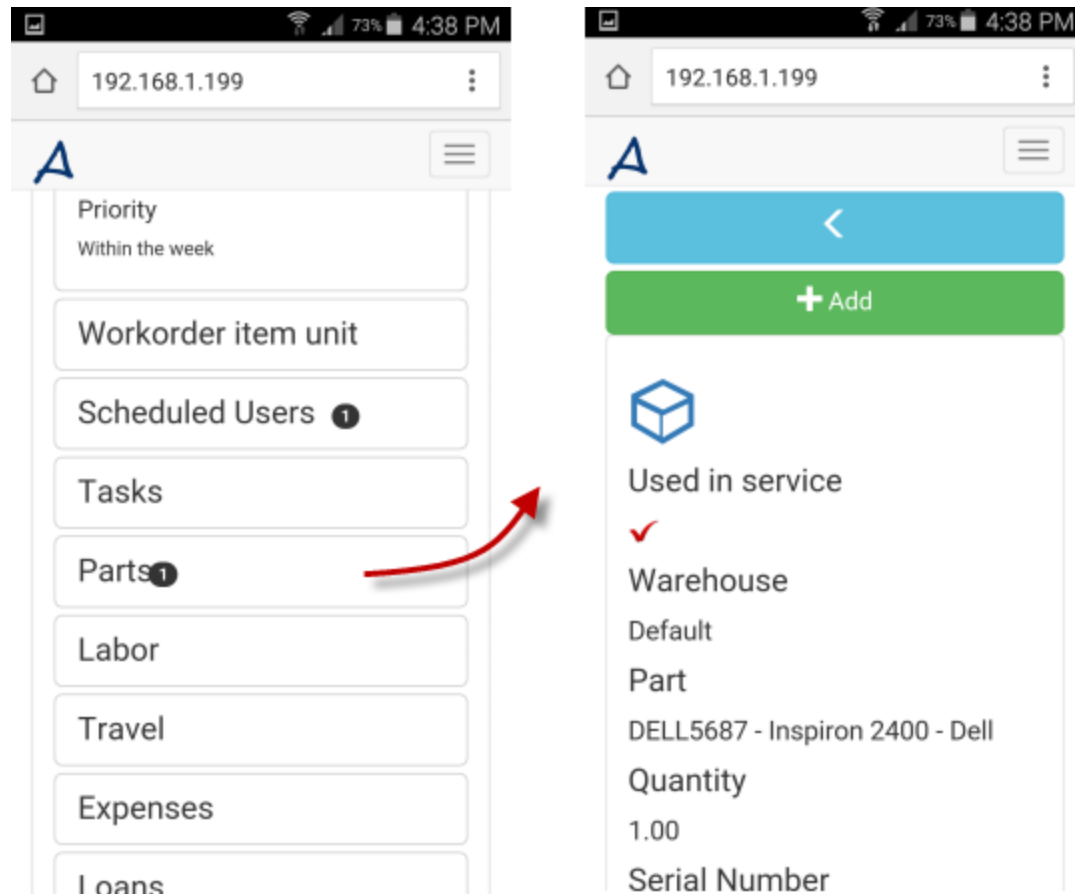 73% 4:38 PM
192.168.1.199
Priority
Within the week
Workorder item unit
Scheduled Users 1
Tasks
Parts 1
Labor
Travel
Expenses
Loans
73% 4:38 PM
192.168.1.199
+ Add
Used in service
Warehouse
Default
Part
DELL5687 - Inspiron 2400 - Dell
Quantity
1.00
Serial Number